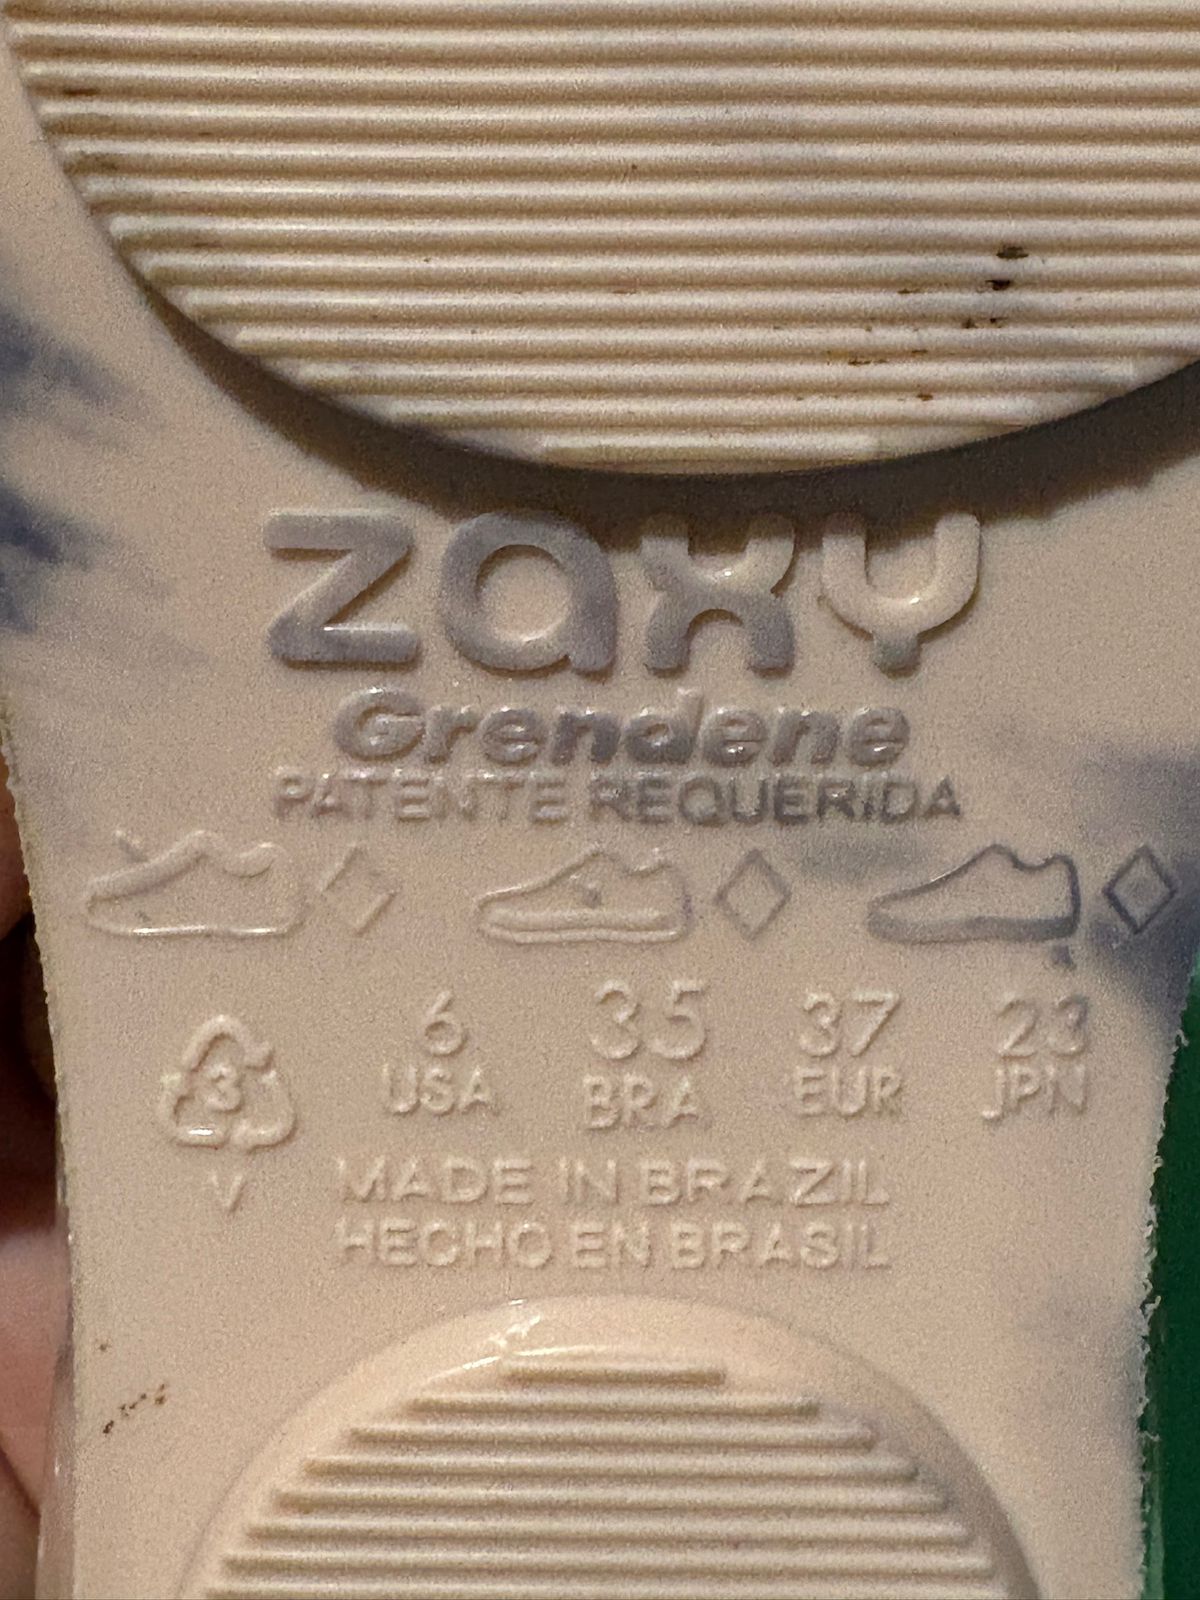 zaxy
Grendene
PATENTE REQUERIDA
6 35 37 23
3 USA BRA EUR JPN
V MADE IN BRAZIL
HECHO EN BRASIL